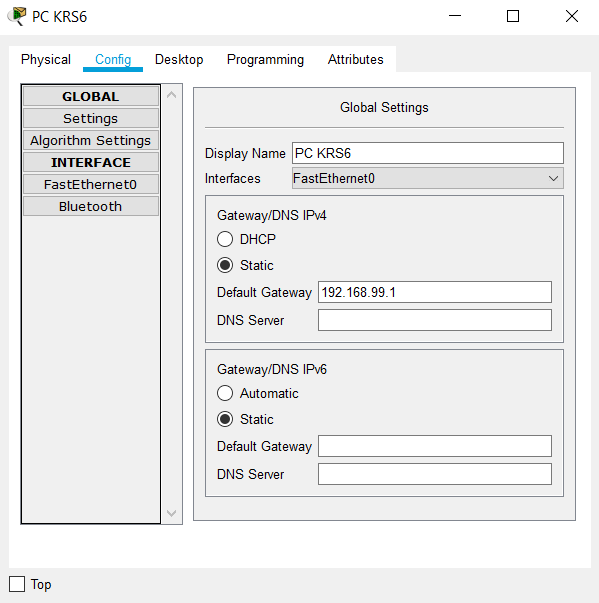 PC KRS6
Physical Config Desktop Programming Attributes
GLOBAL
Settings
Algorithm Settings
INTERFACE
FastEthernet0
Bluetooth
Global Settings
Display Name PC KRS6
Interfaces FastEthernet0
Gateway/DNS IPv4
DHCP
Static
Default Gateway 192.168.99.1
DNS Server
Gateway/DNS IPv6
Automatic
Static
Default Gateway
DNS Server
Top